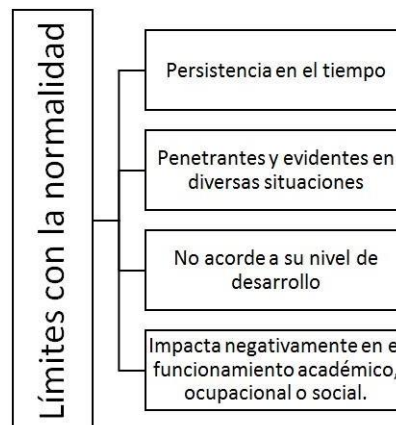 Límites con la normalidad
Persistencia en el tiempo
Penetrantes y evidentes en
diversas situaciones
No acorde a su nivel de
desarrollo
Impacta negativamente en e
funcionamiento académico,
ocupacional o social.